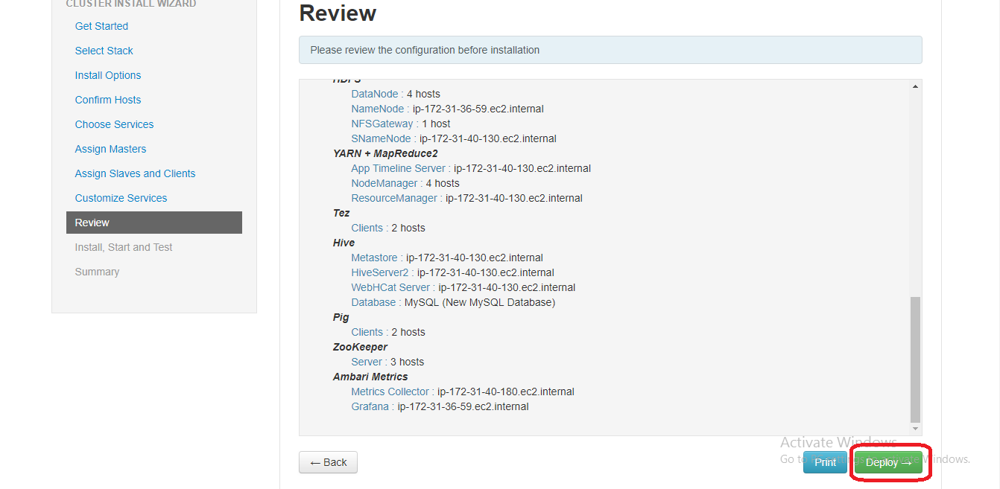 CLUSTER INSTALL WIZARD
Get Started
Select Stack
Install Options
Confirm Hosts
Choose Services
Assign Masters
Assign Slaves and Clients
Customize Services
Review
Install, Start and Test
Summary
Review
Please review the configuration before installation
HDFS
DataNode : 4 hosts
NameNode : ip-172-31-36-59.ec2.internal
NFSGateway : 1 host
SNameNode : ip-172-31-40-130.ec2.internal
YARN + MapReduce2
App Timeline Server : ip-172-31-40-130.ec2.internal
NodeManager : 4 hosts
ResourceManager : ip-172-31-40-130.ec2.internal
Tez
Clients : 2 hosts
Hive
Metastore : ip-172-31-40-130.ec2.internal
HiveServer2 : ip-172-31-40-130.ec2.internal
WebHCat Server : ip-172-31-40-130.ec2.internal
Database : MySQL (New MySQL Database)
Pig
Clients : 2 hosts
ZooKeeper
Server : 3 hosts
Ambari Metrics
Metrics Collector : ip-172-31-40-180.ec2.internal
Grafana : ip-172-31-36-59.ec2.internal
← Back
Print
Deploy →
Activate Windows
Go to Windows.